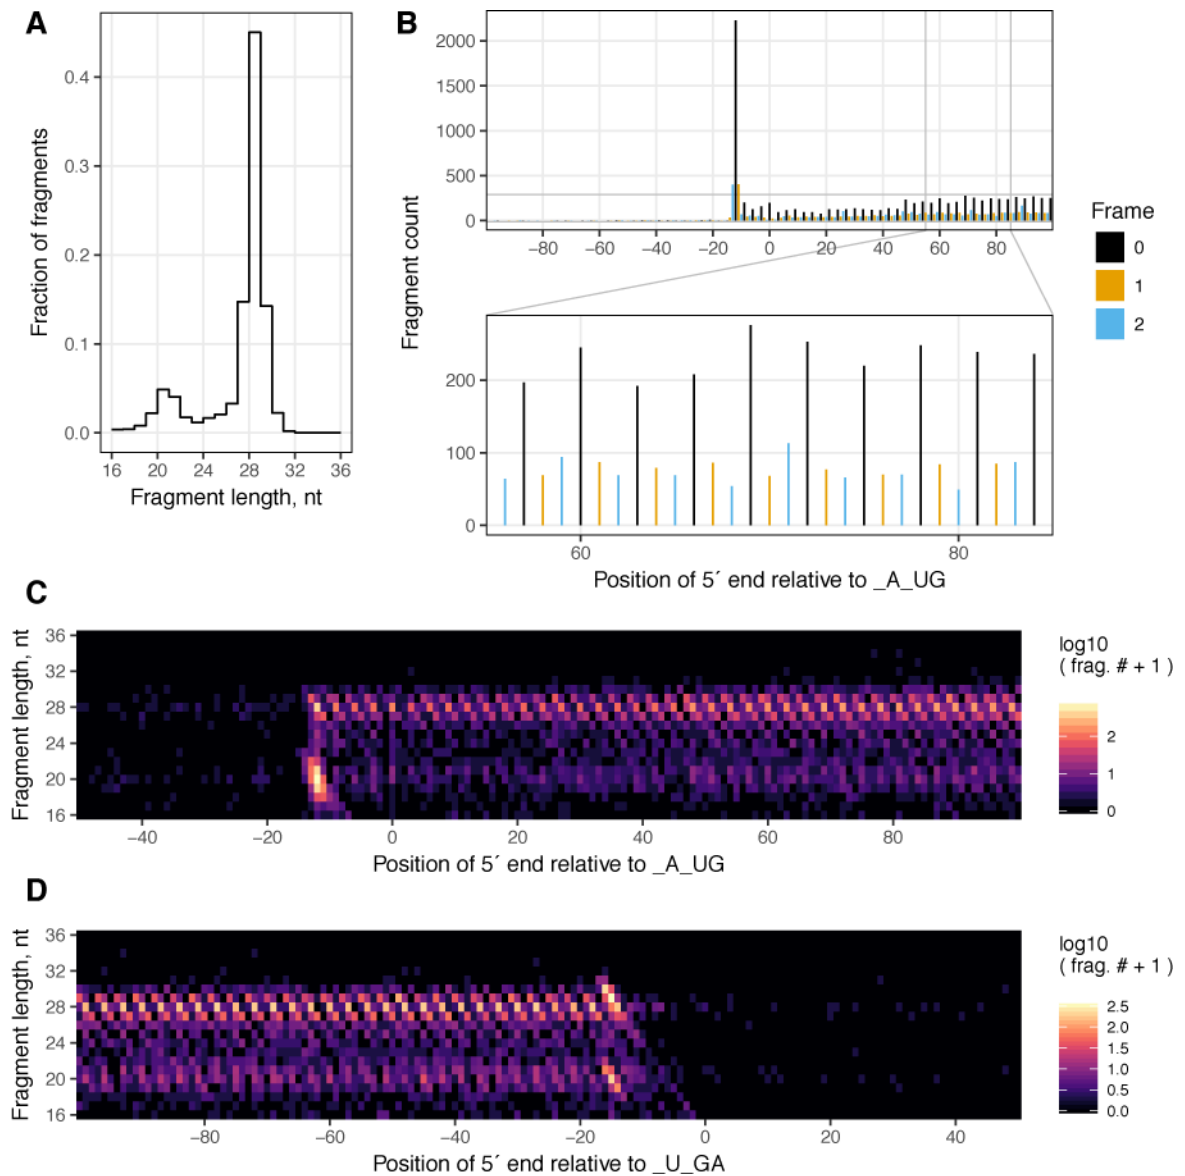 A
Fraction of fragments
0.4
0.3
0.2
0.1
0.0
16 20 24 28 32 36
Fragment length, nt
B
Fragment count
2000
1500
1000
500
0
−80 −60 −40 −20 0 20 40 60 80
200
100
0
60 80
Position of 5´ end relative to _A_UG
Frame
0
1
2
C
Fragment length, nt
36
32
28
24
20
16
−40 −20 0 20 40 60 80
Position of 5´ end relative to _A_UG
log10
( frag. # + 1 )
2
1
0
D
Fragment length, nt
36
32
28
24
20
16
−80 −60 −40 −20 0 20 40
Position of 5´ end relative to _U_GA
log10
( frag. # + 1 )
2.5
2.0
1.5
1.0
0.5
0.0